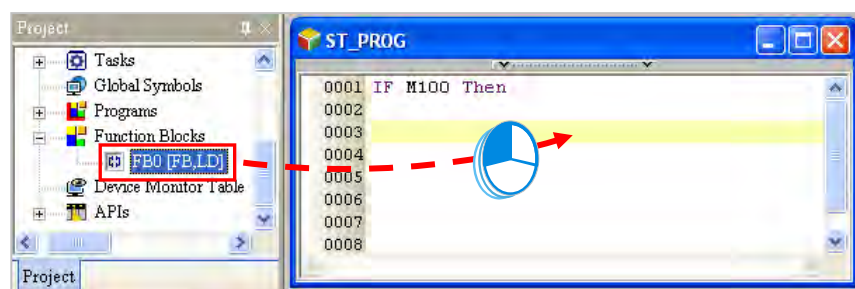 Project
Tasks
Global Symbols
Programs
Function Blocks
FB0 [FB,LD]
Device Monitor Table
APIs
Project
ST_PROG
0001 IF M100 Then
0002
0003
0004
0005
0006
0007
0008